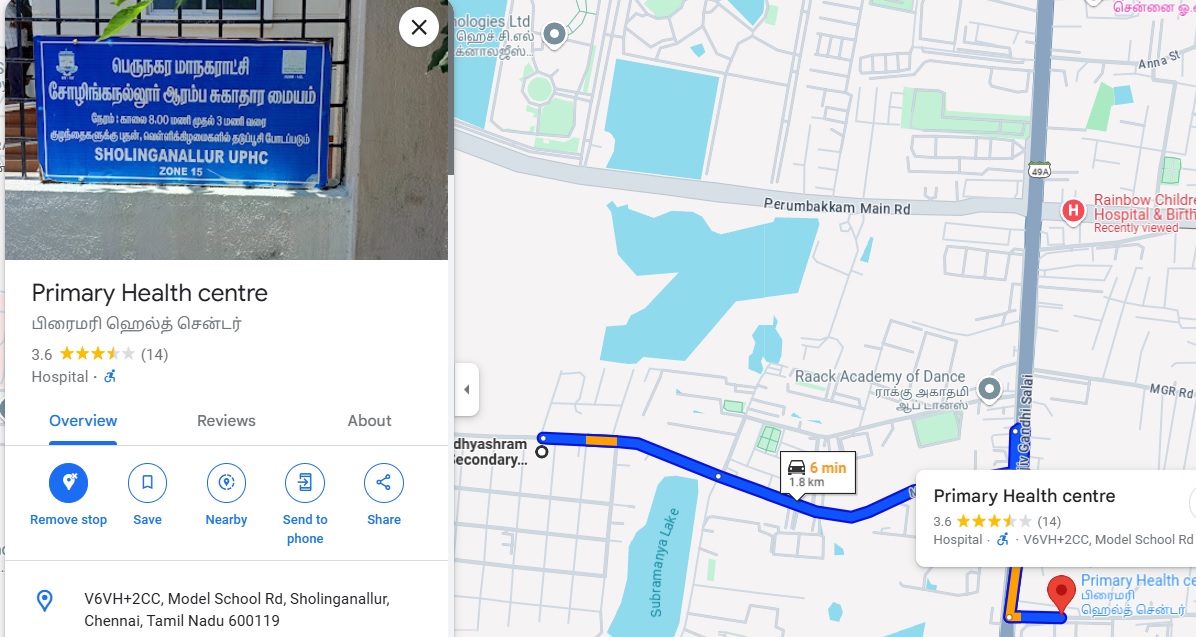 பெருநகர மாநகராட்சி
சோழிங்கநல்லூர் ஆரம்ப சுகாதார மையம்
நேரம் : காலை 8.00 மணி முதல் 3 மணி வரை
குழந்தைகளுக்கு புதன், வெள்ளிக்கிழமைகளில் தடுப்பூசி போடப்படும்
SHOLINGANALLUR UPHC
ZONE 15
Primary Health centre
பிரைமரி ஹெல்த் சென்டர்
3.6 (14)
Hospital ·
Overview Reviews About
Remove stop Save Nearby Send to phone Share
V6VH+2CC, Model School Rd, Sholinganallur,
Chennai, Tamil Nadu 600119
nologies Ltd
ஹெச் சி.எல்
க்னாலஜீஸ்...
சென்னை ஓ.
Anna St
49A
Perumbakkam Main Rd
H
Rainbow Childre
Hospital & Birth
Recently viewed
Raack Academy of Dance
ராக்கு அகாதமி
ஆப் டான்ஸ்
MGR Rd
iv Gandhi Salai
dhyashram
Secondary...
6 min
1.8 km
Subramanya Lake
Primary Health centre
3.6 (14)
Hospital · · V6VH+2CC, Model School Rd
Primary Health ce
பிரைமரி
ஹெல்த் சென்டர்